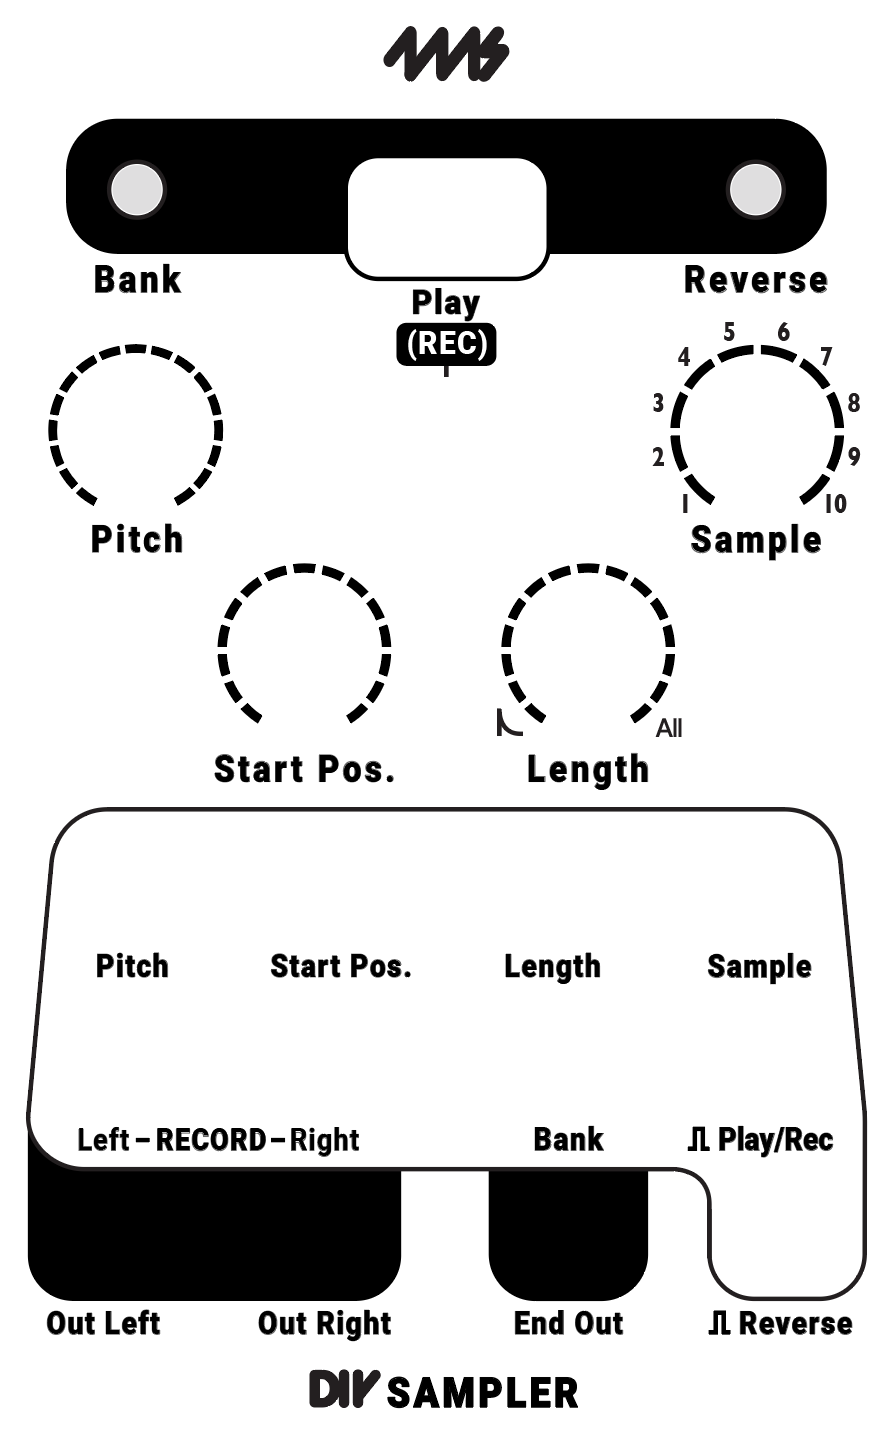 4ms
Bank
Reverse
Play
(REC)
5 6
4 7
3 8
2 9
1 10
Pitch
Sample
All
Start Pos.
Length
Pitch Start Pos. Length Sample
Left – RECORD – Right Bank Play/Rec
Out Left Out Right End Out Reverse
DIY SAMPLER